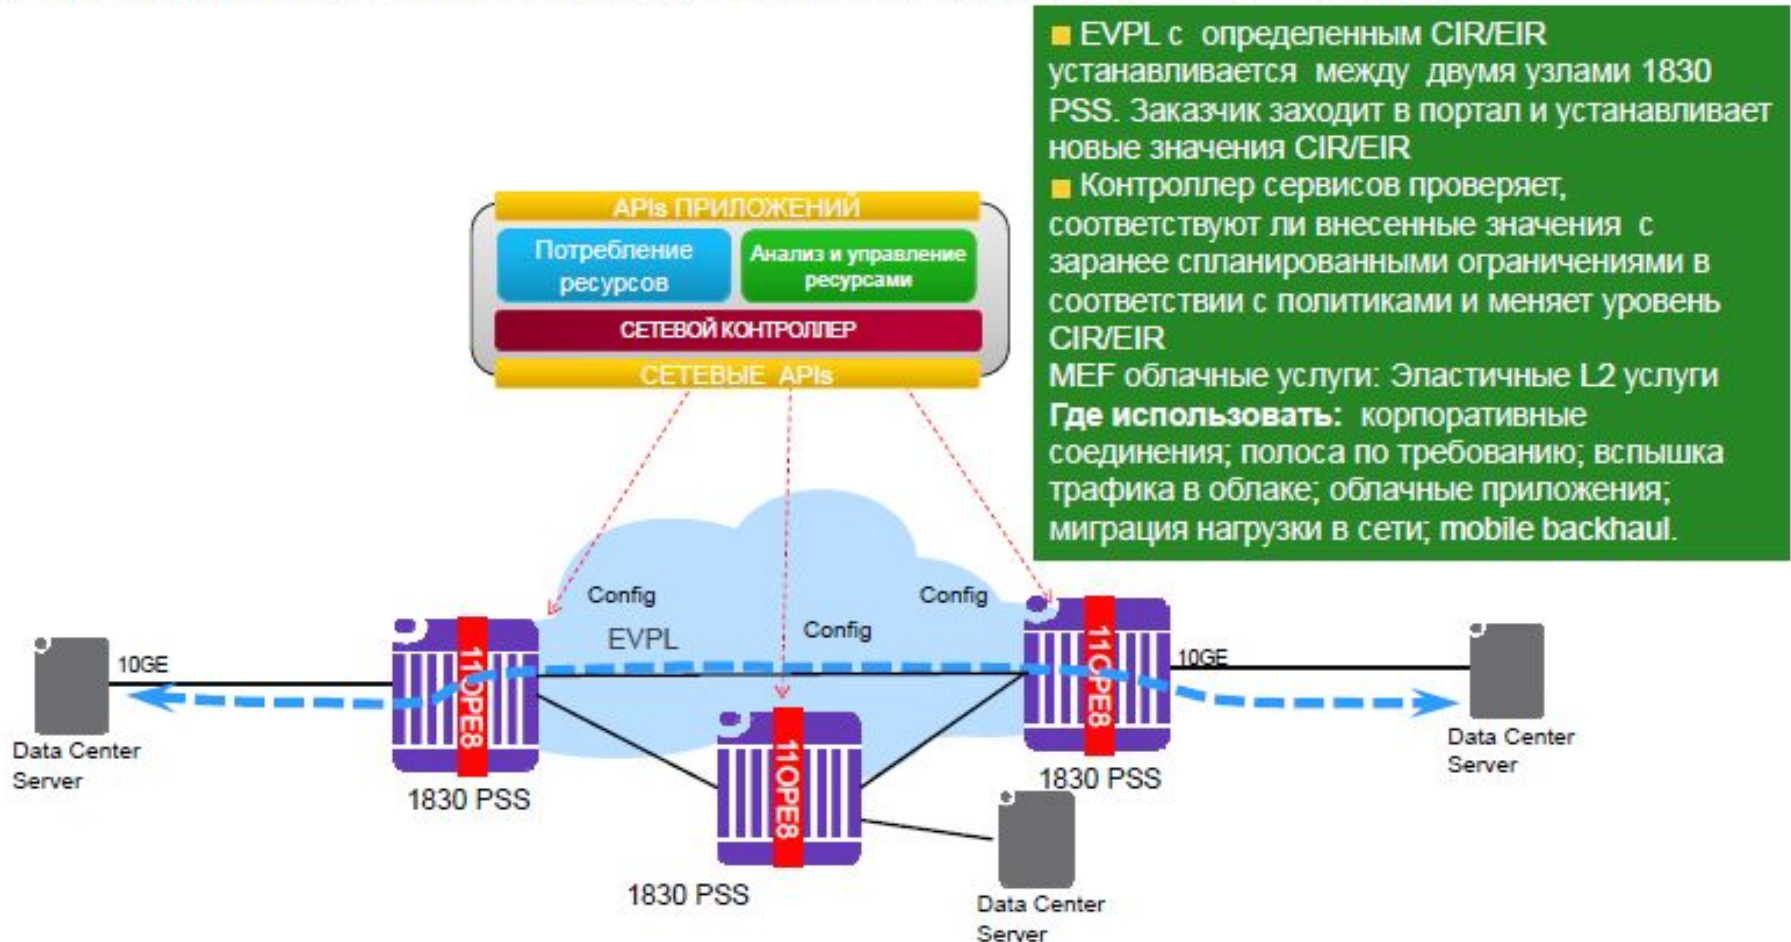 ■ EVPL с определенным CIR/EIR
устанавливается между двумя узлами 1830
PSS. Заказчик заходит в портал и устанавливает
новые значения CIR/EIR
■ Контроллер сервисов проверяет,
соответствуют ли внесенные значения с
заранее спланированными ограничениями в
соответствии с политиками и меняет уровень
CIR/EIR
MEF облачные услуги: Эластичные L2 услуги
Где использовать: корпоративные
соединения; полоса по требованию; вспышка
трафика в облаке; облачные приложения;
миграция нагрузки в сети; mobile backhaul.
APIs ПРИЛОЖЕНИЙ
Потребление
ресурсов
Анализ и управление
ресурсами
СЕТЕВОЙ КОНТРОЛЛЕР
СЕТЕВЫЕ APIs
Config
Config
Config
EVPL
10GE
10GE
11OPE8
11OPE8
11OPE8
Data Center
Server
1830 PSS
1830 PSS
1830 PSS
Data Center
Server
Data Center
Server